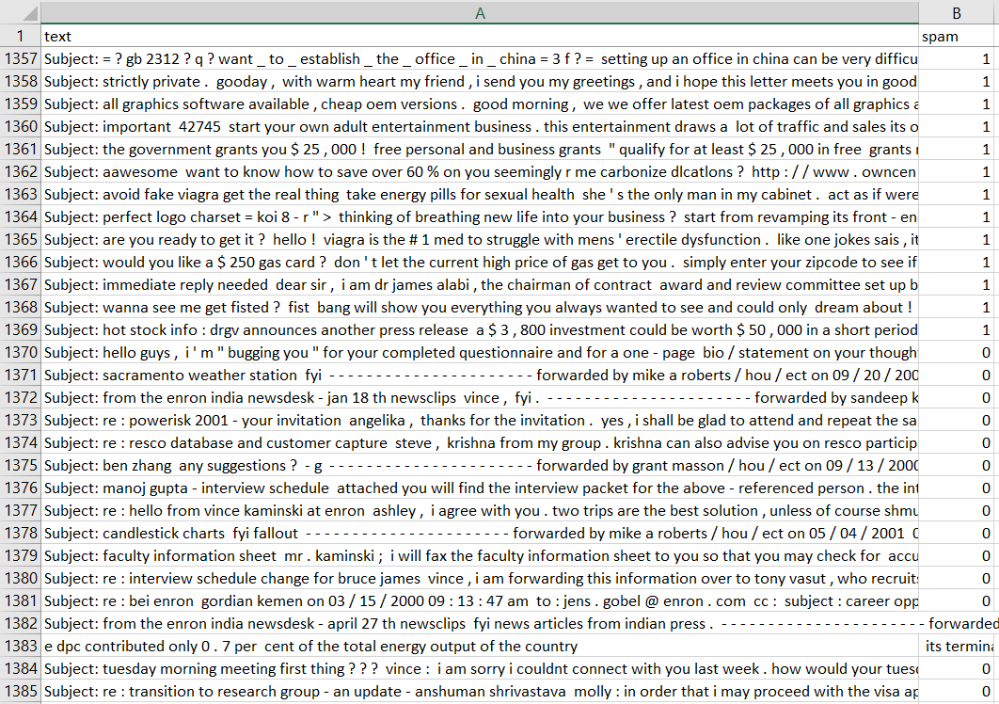 A B
1 text spam
1357 Subject: = ? gb 2312 ? q ? want _ to _ establish _ the _ office _ in _ china = 3 f ? =  setting up an office in china can be very difficu 1
1358 Subject: strictly private .  gooday ,  with warm heart my friend , i send you my greetings , and i hope this letter meets you in good 1
1359 Subject: all graphics software available , cheap oem versions .  good morning ,  we we offer latest oem packages of all graphics a 1
1360 Subject: important  42745  start your own adult entertainment business . this entertainment draws a  lot of traffic and sales its o 1
1361 Subject: the government grants you $ 25 , 000 !  free personal and business grants  " qualify for at least $ 25 , 000 in free  grants 1
1362 Subject: aawesome  want to know how to save over 60 % on you seemingly r me carbonize dlcatlons ?  http : / / www . owncen 1
1363 Subject: avoid fake viagra get the real thing  take energy pills for sexual health  she ' s the only man in my cabinet .  act as if were 1
1364 Subject: perfect logo charset = koi 8 - r " >  thinking of breathing new life into your business ?  start from revamping its front - en 1
1365 Subject: are you ready to get it ?  hello !  viagra is the # 1 med to struggle with mens ' erectile dysfunction .  like one jokes sais , it 1
1366 Subject: would you like a $ 250 gas card ?  don ' t let the current high price of gas get to you .  simply enter your zipcode to see if 1
1367 Subject: immediate reply needed  dear sir ,  i am dr james alabi , the chairman of contract  award and review committee set up b 1
1368 Subject: wanna see me get fisted ?  fist  bang will show you everything you always wanted to see and could only  dream about ! 1
1369 Subject: hot stock info : drgv announces another press release  a $ 3 , 800 investment could be worth $ 50 , 000 in a short period 1
1370 Subject: hello guys ,  i ' m " bugging you " for your completed questionnaire and for a one - page  bio / statement on your though 0
1371 Subject: sacramento weather station  fyi  - - - - - - - - - - - - - - - - - - - - - - forwarded by mike a roberts / hou / ect on 09 / 20 / 200 0
1372 Subject: from the enron india newsdesk - jan 18 th newsclips  vince ,  fyi .  - - - - - - - - - - - - - - - - - - - - - - forwarded by sandeep k 0
1373 Subject: re : powerisk 2001 - your invitation  angelika ,  thanks for the invitation .  yes , i shall be glad to attend and repeat the sa 0
1374 Subject: re : resco database and customer capture  steve ,  krishna from my group . krishna can also advise you on resco particip 0
1375 Subject: ben zhang  any suggestions ?  - g  - - - - - - - - - - - - - - - - - - - - - - forwarded by grant masson / hou / ect on 09 / 13 / 2000 0
1376 Subject: manoj gupta - interview schedule  attached you will find the interview packet for the above - referenced person . the int 0
1377 Subject: re : hello from vince kaminski at enron  ashley ,  i agree with you . two trips are the best solution , unless of course shmu 0
1378 Subject: candlestick charts  fyi fallout  - - - - - - - - - - - - - - - - - - - - - - forwarded by mike a roberts / hou / ect on 05 / 04 / 2001 0
1379 Subject: faculty information sheet  mr . kaminski ;  i will fax the faculty information sheet to you so that you may check for  accu 0
1380 Subject: re : interview schedule change for bruce james  vince , i am forwarding this information over to tony vasut , who recruit 0
1381 Subject: re : bei enron  gordian kemen on 03 / 15 / 2000 09 : 13 : 47 am  to : jens . gobel @ enron . com  cc :  subject : career opp 0
1382 Subject: from the enron india newsdesk - april 27 th newsclips  fyi news articles from indian press .  - - - - - - - - - - - - - - - - - - - - - - forwarded
1383 e dpc contributed only 0 . 7 per  cent of the total energy output of the country its termina
1384 Subject: tuesday morning meeting first thing ? ? ?  vince :  i am sorry i couldnt connect with you last week . how would your tues 0
1385 Subject: re : transition to research group - an update - anshuman shrivastava  molly : in order that i may proceed with the visa ap 0